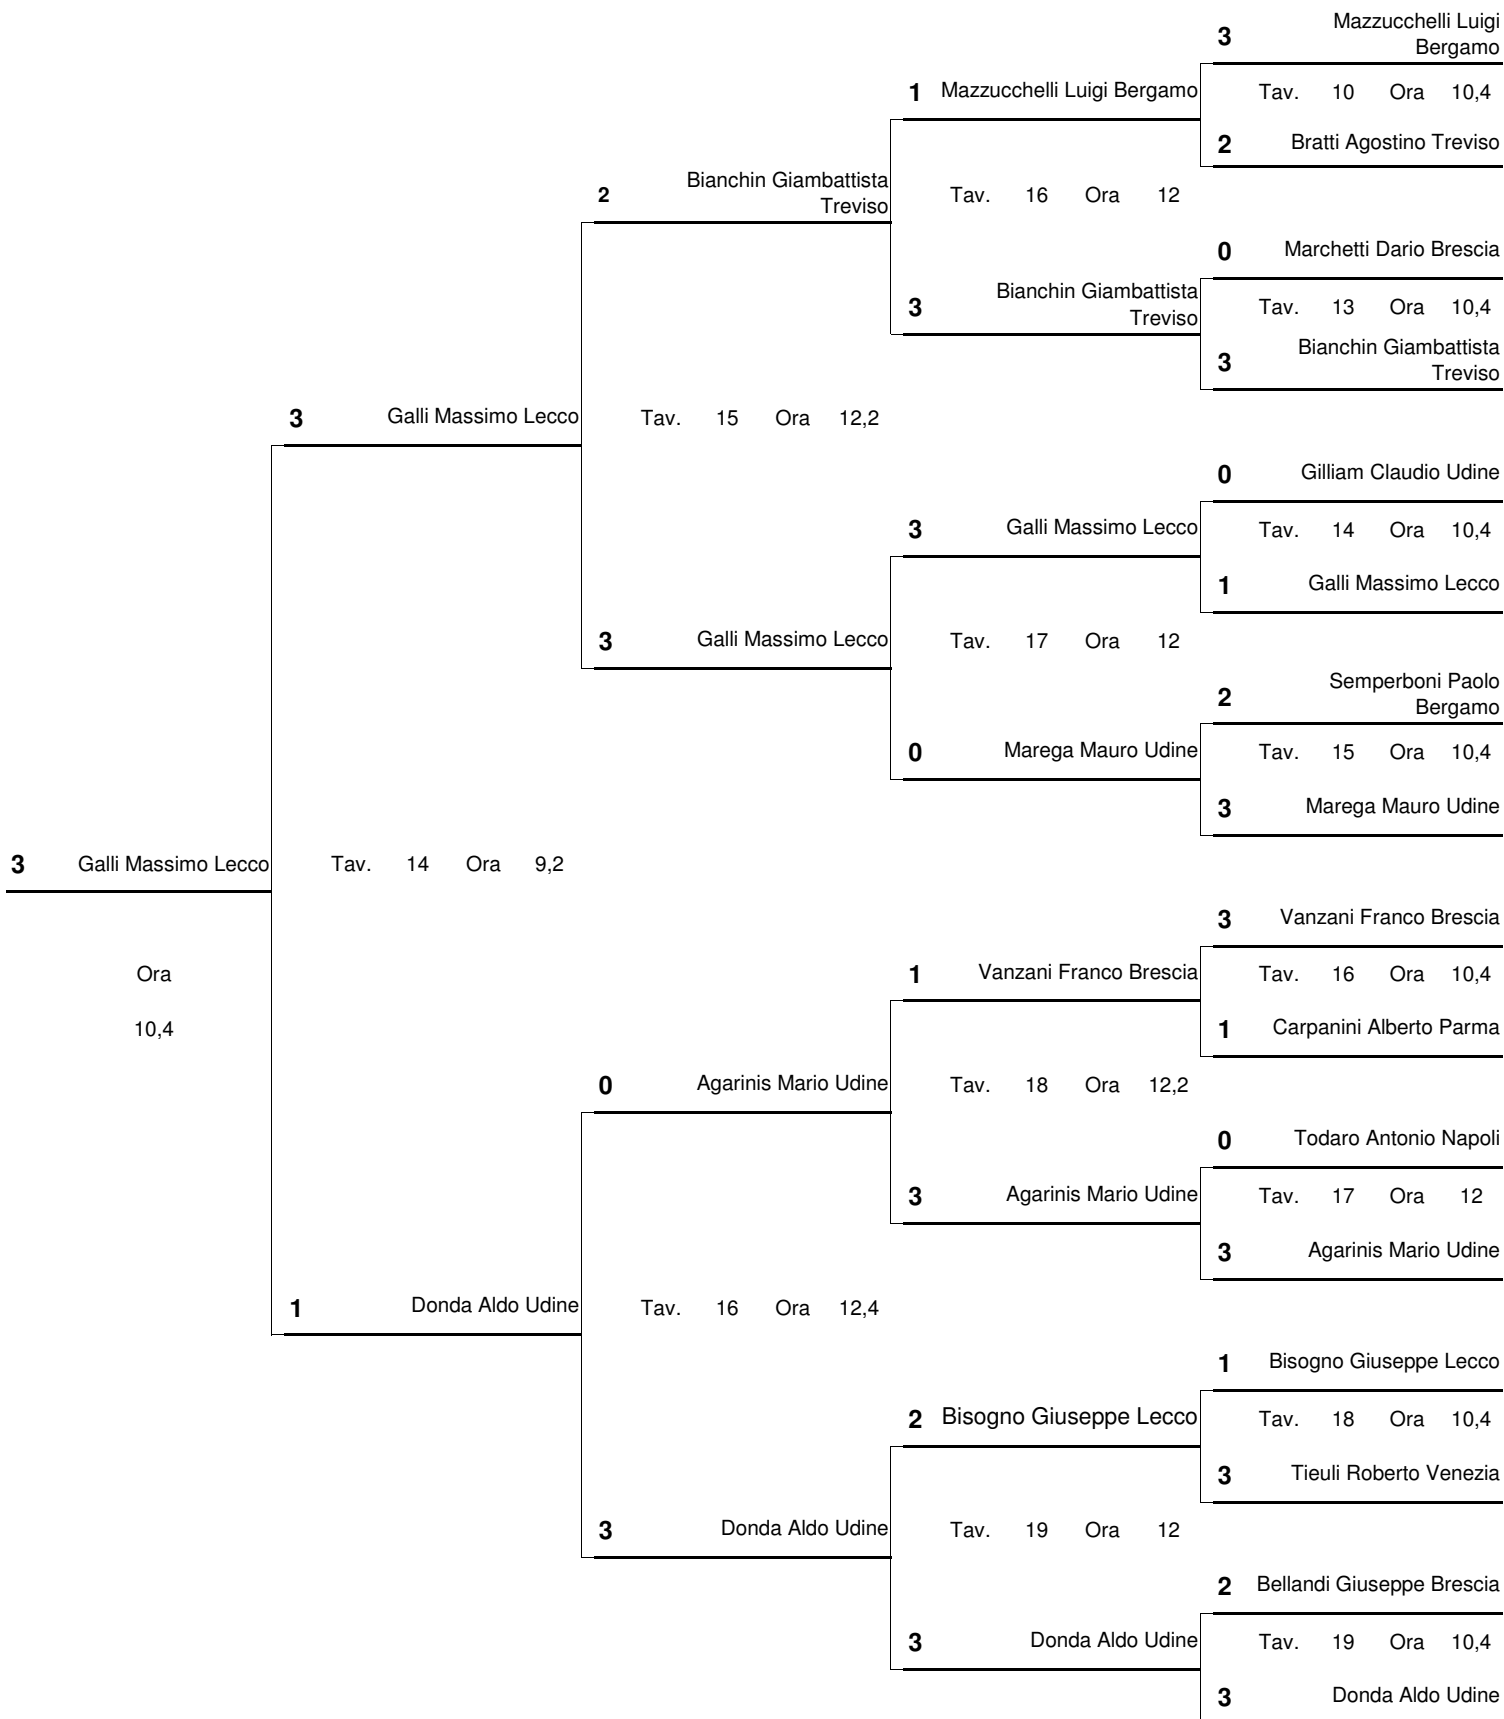 3 Mazzucchelli Luigi
Bergamo
1 Mazzucchelli Luigi Bergamo Tav. 10 Ora 10,4
2 Bratti Agostino Treviso
2 Bianchin Giambattista
Treviso Tav. 16 Ora 12
0 Marchetti Dario Brescia
3 Bianchin Giambattista
Treviso Tav. 13 Ora 10,4
3 Bianchin Giambattista
Treviso
3 Galli Massimo Lecco Tav. 15 Ora 12,2
0 Gilliam Claudio Udine
3 Galli Massimo Lecco Tav. 14 Ora 10,4
1 Galli Massimo Lecco
3 Galli Massimo Lecco Tav. 17 Ora 12
2 Semperboni Paolo
Bergamo
0 Marega Mauro Udine Tav. 15 Ora 10,4
3 Marega Mauro Udine
3 Galli Massimo Lecco Tav. 14 Ora 9,2
3 Vanzani Franco Brescia
Ora 1 Vanzani Franco Brescia Tav. 16 Ora 10,4
10,4 1 Carpanini Alberto Parma
0 Agarinis Mario Udine Tav. 18 Ora 12,2
0 Todaro Antonio Napoli
3 Agarinis Mario Udine Tav. 17 Ora 12
3 Agarinis Mario Udine
1 Donda Aldo Udine Tav. 16 Ora 12,4
1 Bisogno Giuseppe Lecco
2 Bisogno Giuseppe Lecco Tav. 18 Ora 10,4
3 Tieuli Roberto Venezia
3 Donda Aldo Udine Tav. 19 Ora 12
2 Bellandi Giuseppe Brescia
3 Donda Aldo Udine Tav. 19 Ora 10,4
3 Donda Aldo Udine